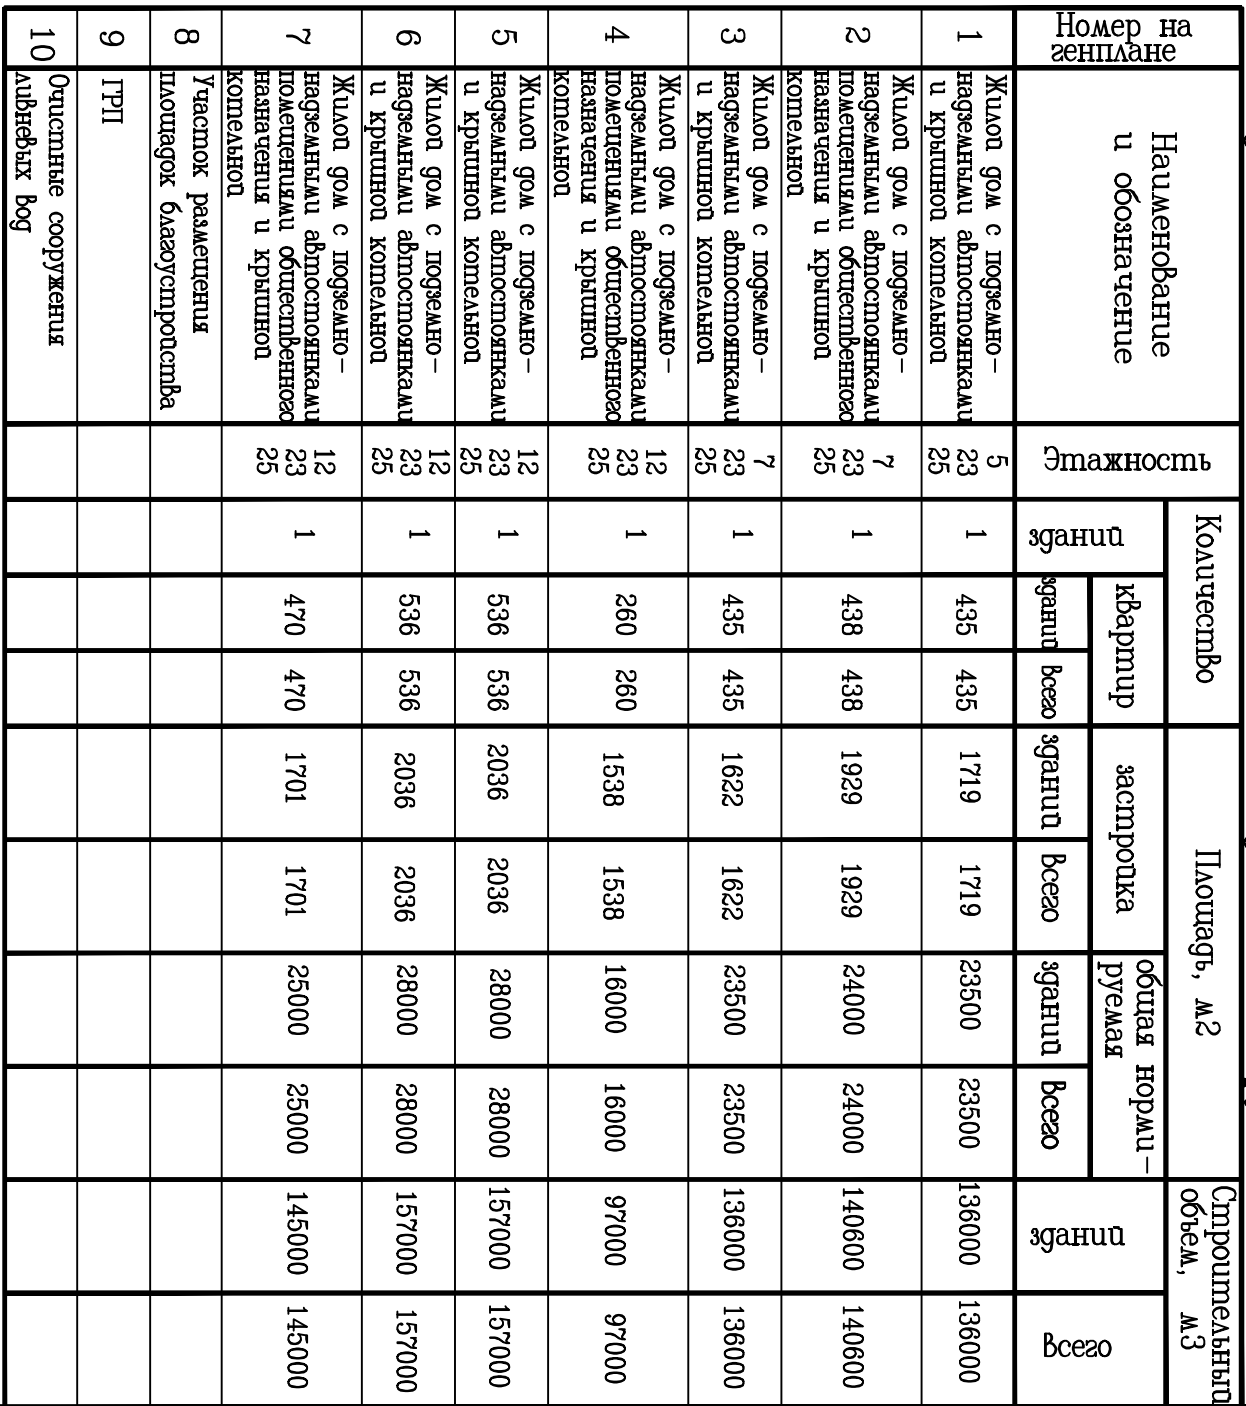 Номер на
генплане
Наименование
и обозначение
Этажность
Количество
зданий
квартир
зданий
Всего
Площадь, м2
застройка
зданий
Всего
общая норми-
руемая
зданий
Всего
Строительный
объем, м3
зданий
Всего
1
Жилой дом с подземно-
надземными автостоянками
и крышной котельной
5
23
25
1
435
435
1719
1719
23500
23500
136000
136000
2
Жилой дом с подземно-
надземными автостоянками
помещениями общественного
назначения и крышной
котельной
7
23
25
1
438
438
1929
1929
24000
24000
140600
140600
3
Жилой дом с подземно-
надземными автостоянками
и крышной котельной
7
23
25
1
435
435
1622
1622
23500
23500
136000
136000
4
Жилой дом с подземно-
надземными автостоянками
помещениями общественного
назначения и крышной
котельной
12
23
25
1
260
260
1538
1538
16000
16000
97000
97000
5
Жилой дом с подземно-
надземными автостоянками
и крышной котельной
12
23
25
1
536
536
2036
2036
28000
28000
157000
157000
6
Жилой дом с подземно-
надземными автостоянками
и крышной котельной
12
23
25
1
536
536
2036
2036
28000
28000
157000
157000
7
Жилой дом с подземно-
надземными автостоянками
помещениями общественного
назначения и крышной
котельной
12
23
25
1
470
470
1701
1701
25000
25000
145000
145000
8
Участок размещения
площадок благоустройства
9
ГРП
10
Очистные сооружения
ливневых вод